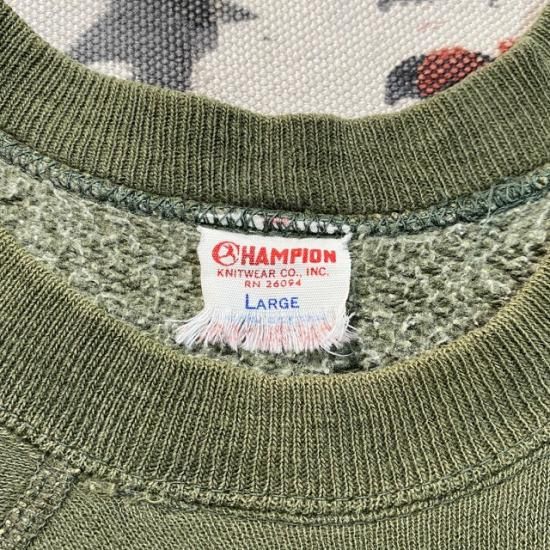 CHAMPION
KNITWEAR CO., INC.
RN 26094
LARGE